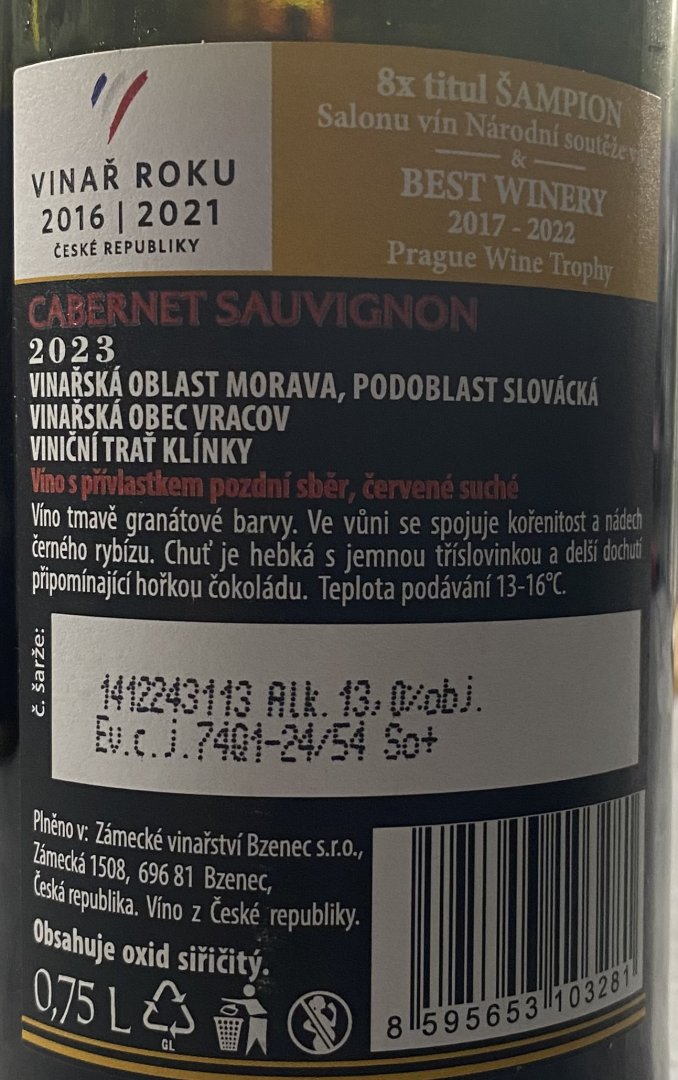 VINAŘ ROKU
2016 | 2021
ČESKÉ REPUBLIKY
8x titul ŠAMPION
Salonu vín Národní soutěže
&
BEST WINERY
2017 - 2022
Prague Wine Trophy
CABERNET SAUVIGNON
2023
VINAŘSKÁ OBLAST MORAVA, PODOBLAST SLOVÁCKÁ
VINAŘSKÁ OBEC VRACOV
VINIČNÍ TRAŤ KLÍNKY
Víno s přívlastkem pozdní sběr, červené suché
Víno tmavě granátové barvy. Ve vůni se spojuje kořenitost a nádech
černého rybízu. Chuť je hebká s jemnou tříslovinkou a delší dochutí
připomínající hořkou čokoládu. Teplota podávání 13-16°C.
č. šarže:
1412243113 Alk. 13,0%obj.
Ev.c.j.74Q1-24/54 So+
Plněno v: Zámecké vinařství Bzenec s.r.o.,
Zámecká 1508, 696 81 Bzenec,
Česká republika. Víno z České republiky.
Obsahuje oxid siřičitý.
0,75 L
GL
8 595653 103281